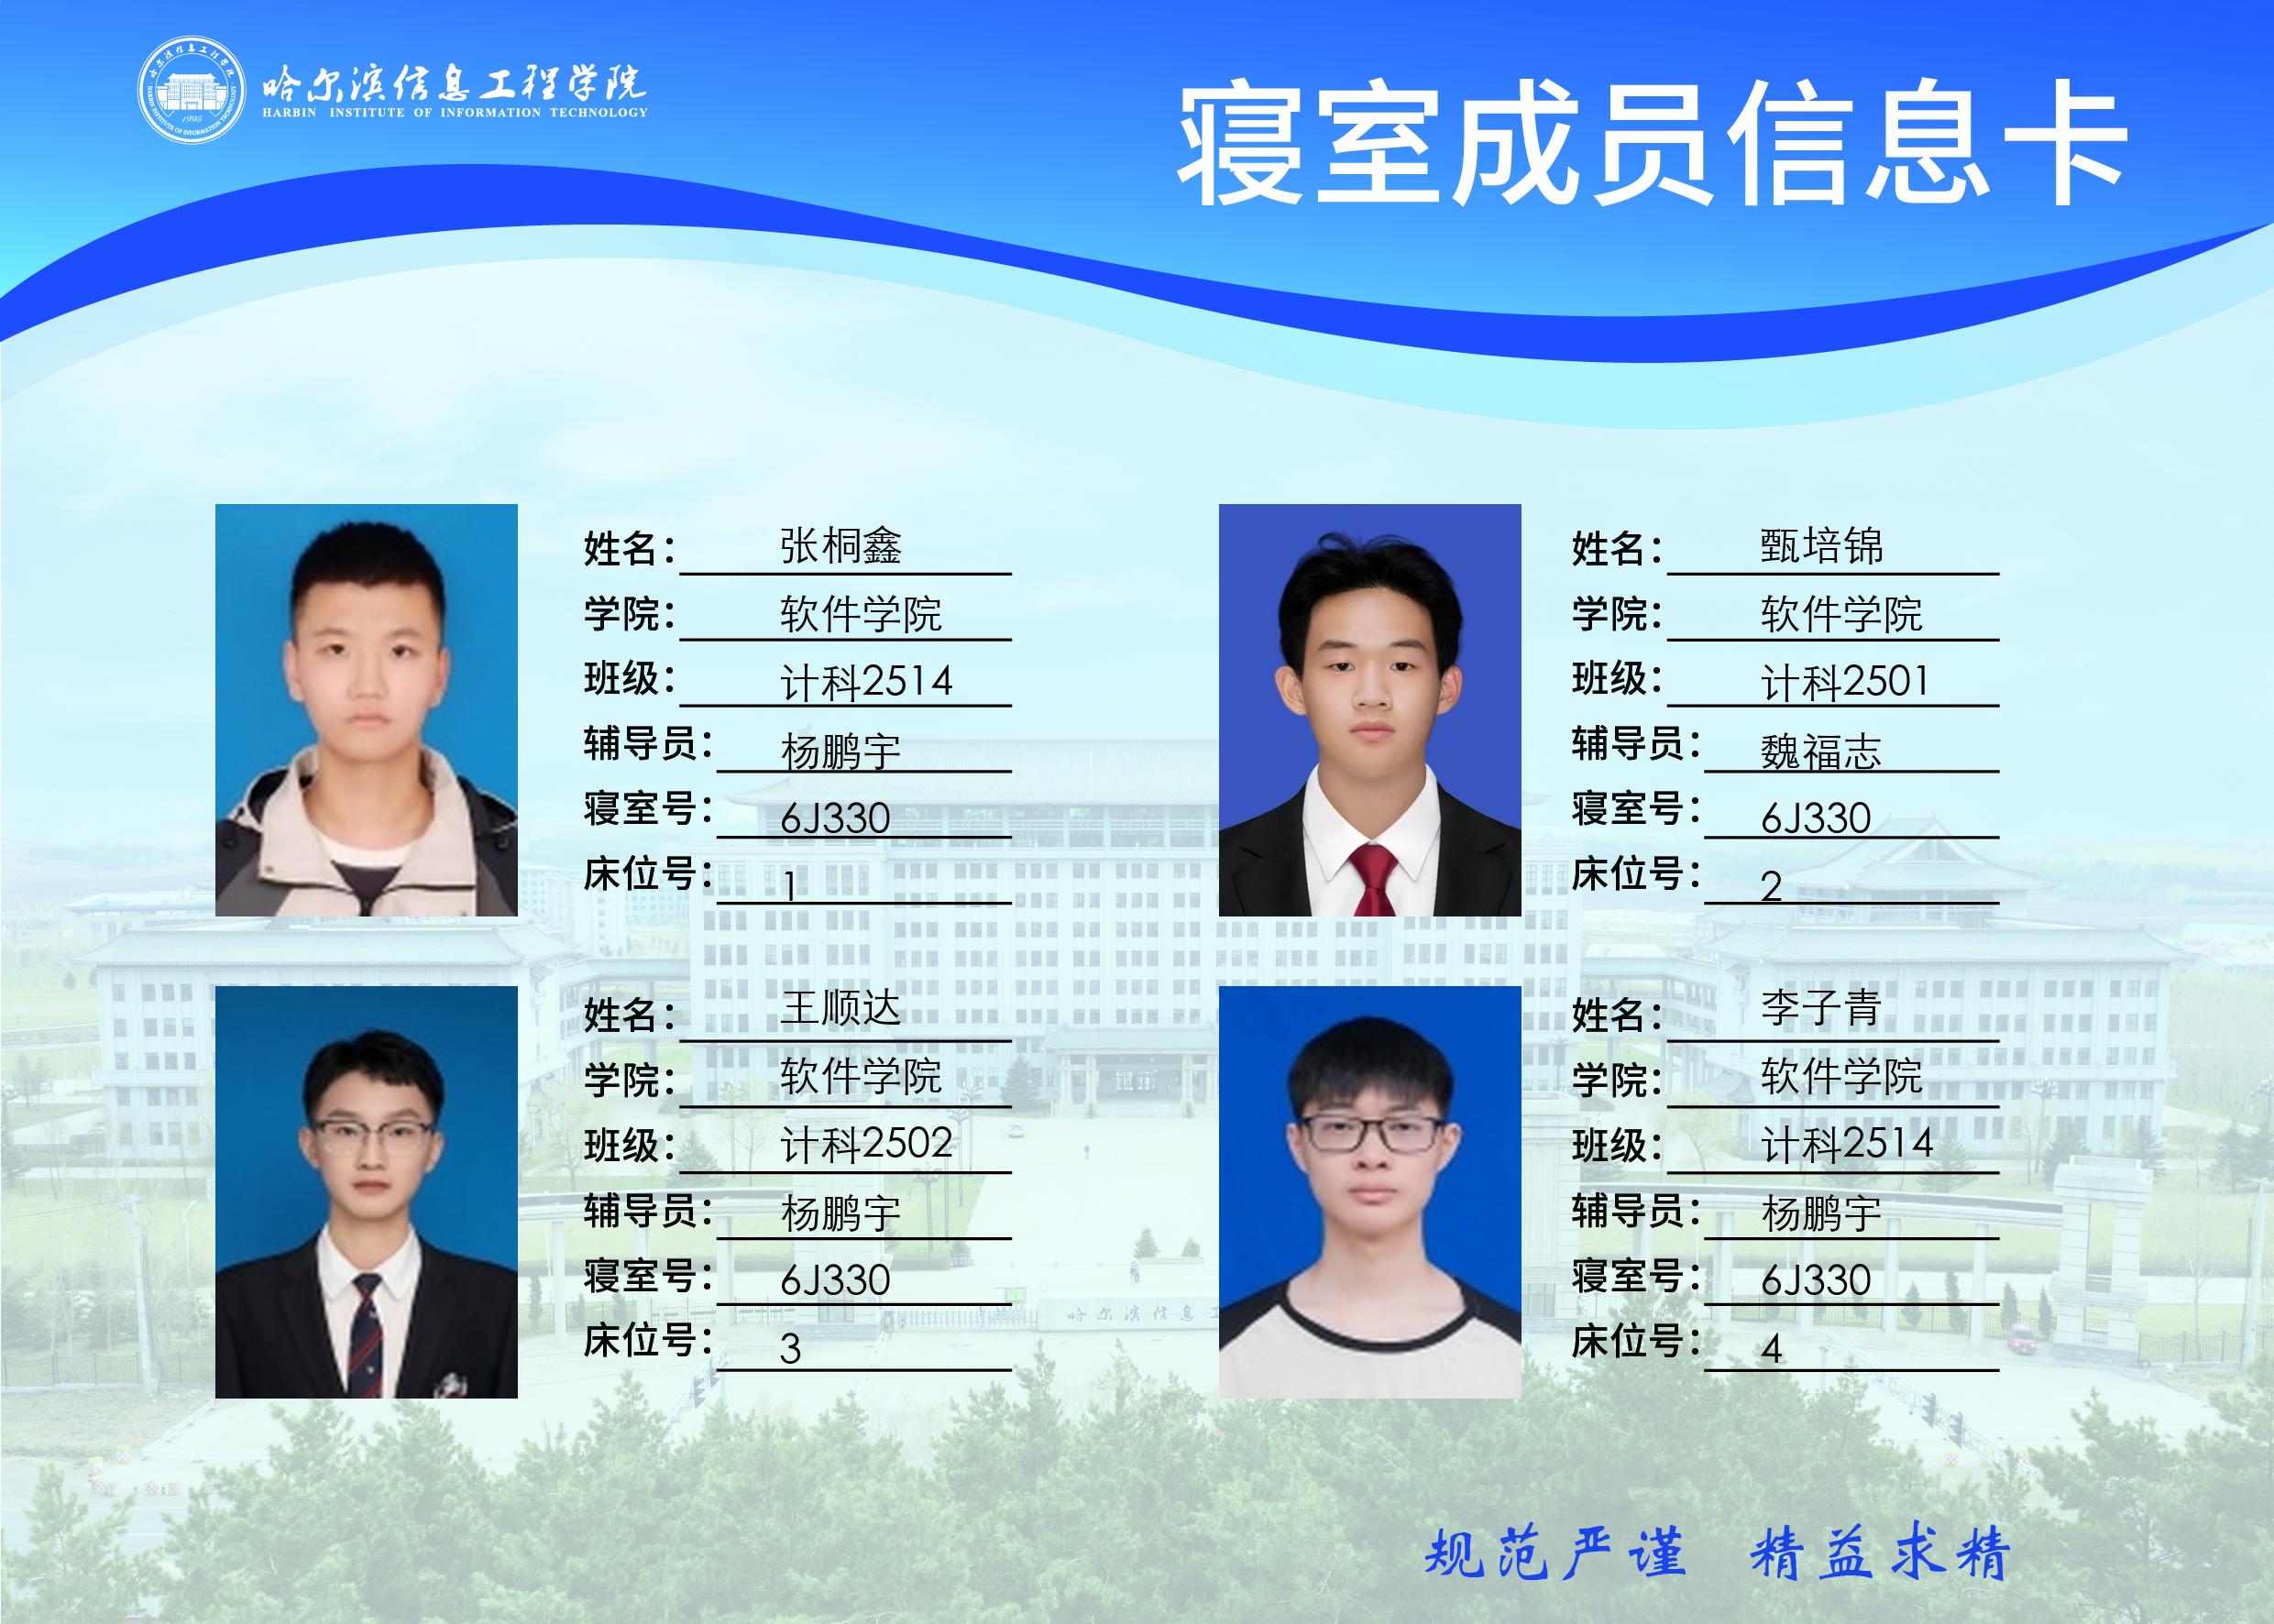 哈尔滨信息工程学院
HARBIN INSTITUTE OF INFORMATION TECHNOLOGY
1995
寝室成员信息卡
姓名：张桐鑫
学院：软件学院
班级：计科2514
辅导员：杨鹏宇
寝室号：6J330
床位号：1
姓名：甄培锦
学院：软件学院
班级：计科2501
辅导员：魏福志
寝室号：6J330
床位号：2
姓名：王顺达
学院：软件学院
班级：计科2502
辅导员：杨鹏宇
寝室号：6J330
床位号：3
姓名：李子青
学院：软件学院
班级：计科2514
辅导员：杨鹏宇
寝室号：6J330
床位号：4
哈尔滨信息工
规范严谨 精益求精